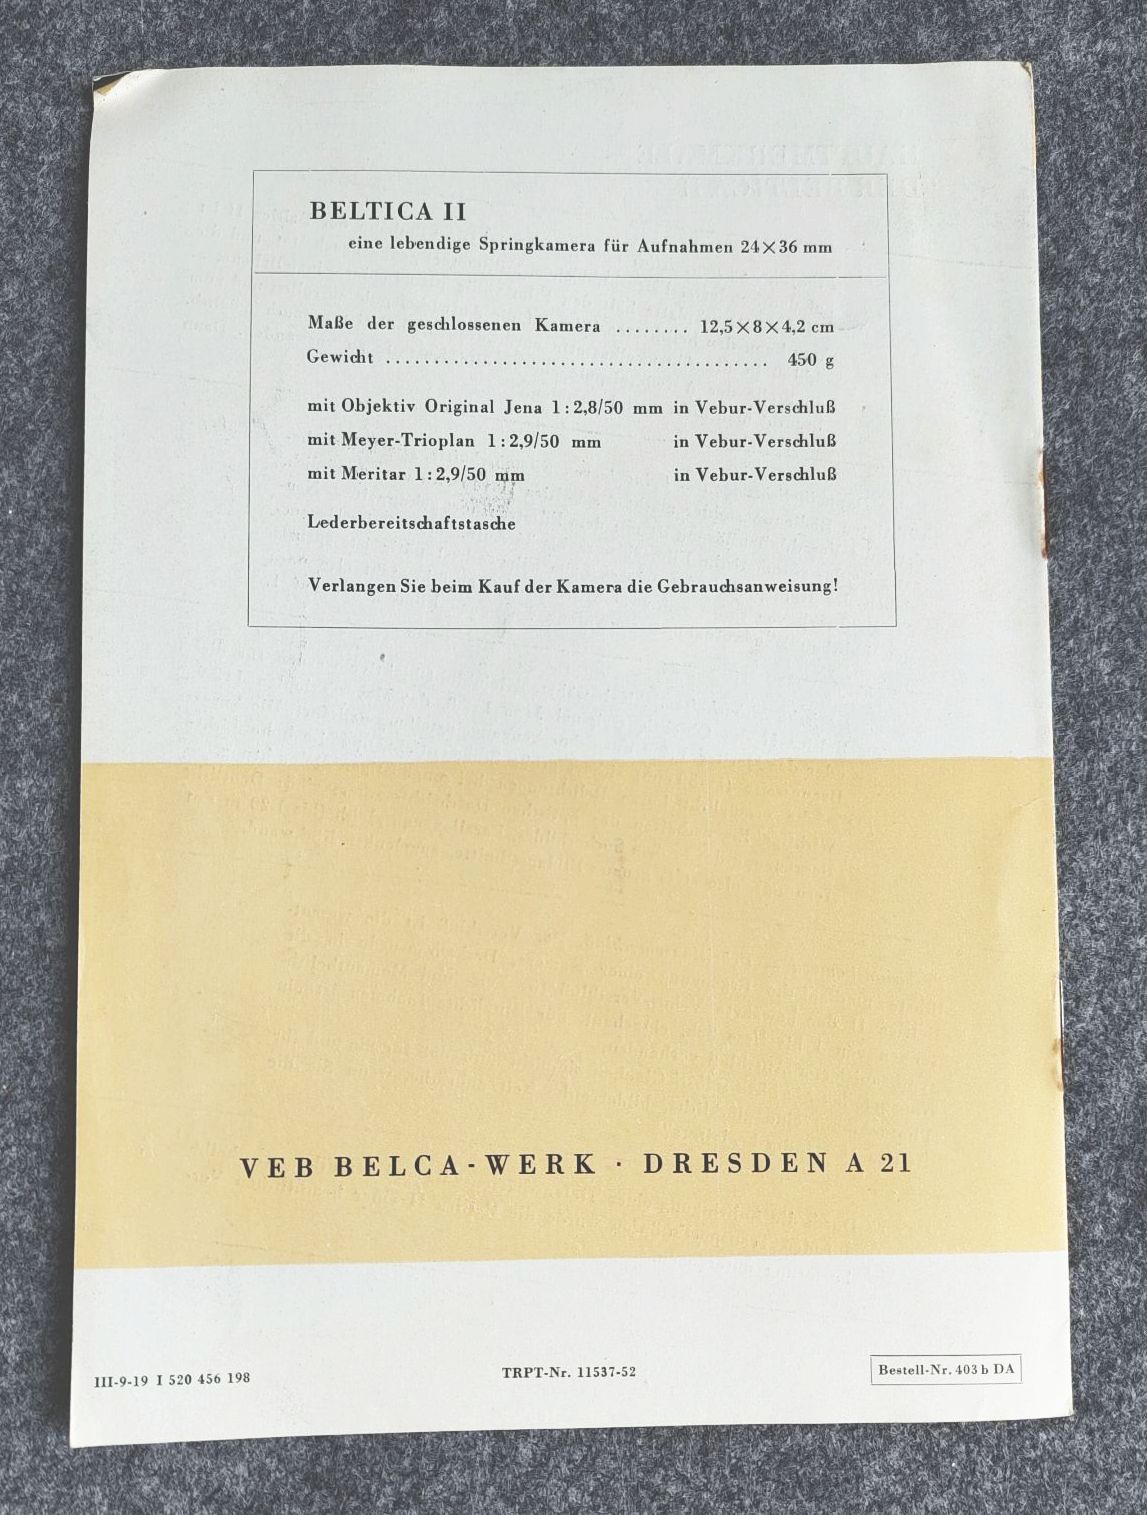 BELTICA II
eine lebendige Springkamera für Aufnahmen 24×36 mm
Maße der geschlossenen Kamera ........ 12,5×8×4,2 cm
Gewicht ....................................... 450 g
mit Objektiv Original Jena 1:2,8/50 mm in Vebur-Verschluß
mit Meyer-Trioplan 1:2,9/50 mm in Vebur-Verschluß
mit Meritar 1:2,9/50 mm in Vebur-Verschluß
Lederbereitschaftstasche
Verlangen Sie beim Kauf der Kamera die Gebrauchsanweisung!
VEB BELCA-WERK · DRESDEN A 21
III-9-19 I 520 456 198 TRPT-Nr. 11537-52 Bestell-Nr. 403 b DA